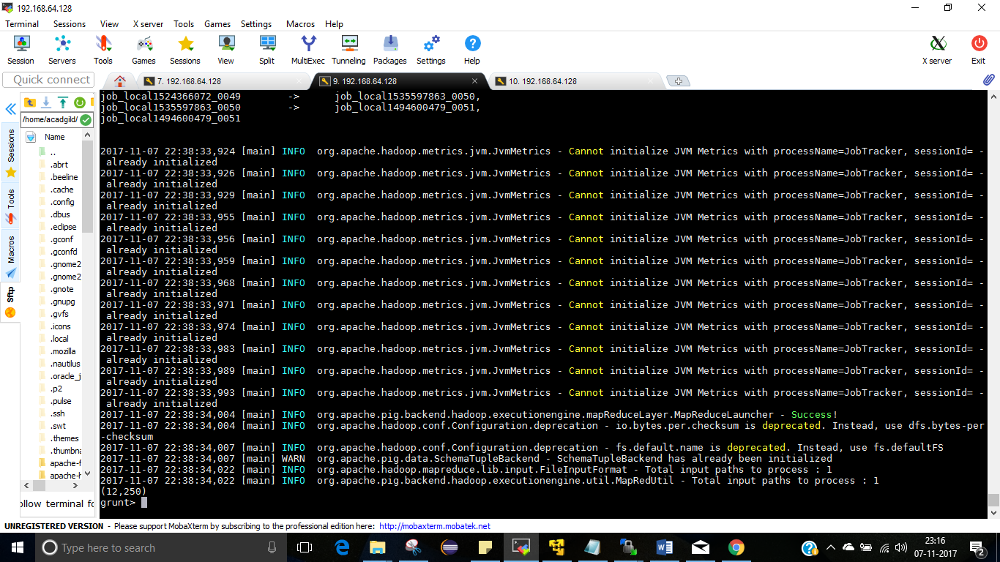 192.168.64.128
Terminal Sessions View X server Tools Games Settings Macros Help
Session Servers Tools Games Sessions View Split MultiExec Tunneling Packages Settings Help X server Exit
Quick connect
7. 192.168.64.128
9. 192.168.64.128
10. 192.168.64.128
/home/acadgild/
Name
..
.abrt
.beeline
.cache
.config
.dbus
.eclipse
.gconf
.gconfd
.gnome2
.gnome2
.gnote
.gnupg
.gvfs
.icons
.local
.mozilla
.nautilus
.oracle_j
.p2
.pulse
.ssh
.swt
.themes
.thumbna
apache-f
apache-h
ollow terminal fo
Sessions
Tools
Macros
Sftp
job_local1524366072_0049 -> job_local1535597863_0050,
job_local1535597863_0050 -> job_local1494600479_0051,
job_local1494600479_0051
2017-11-07 22:38:33,924 [main] INFO org.apache.hadoop.metrics.jvm.JvmMetrics - Cannot initialize JVM Metrics with processName=JobTracker, sessionId= -
already initialized
2017-11-07 22:38:33,926 [main] INFO org.apache.hadoop.metrics.jvm.JvmMetrics - Cannot initialize JVM Metrics with processName=JobTracker, sessionId= -
already initialized
2017-11-07 22:38:33,929 [main] INFO org.apache.hadoop.metrics.jvm.JvmMetrics - Cannot initialize JVM Metrics with processName=JobTracker, sessionId= -
already initialized
2017-11-07 22:38:33,955 [main] INFO org.apache.hadoop.metrics.jvm.JvmMetrics - Cannot initialize JVM Metrics with processName=JobTracker, sessionId= -
already initialized
2017-11-07 22:38:33,956 [main] INFO org.apache.hadoop.metrics.jvm.JvmMetrics - Cannot initialize JVM Metrics with processName=JobTracker, sessionId= -
already initialized
2017-11-07 22:38:33,959 [main] INFO org.apache.hadoop.metrics.jvm.JvmMetrics - Cannot initialize JVM Metrics with processName=JobTracker, sessionId= -
already initialized
2017-11-07 22:38:33,968 [main] INFO org.apache.hadoop.metrics.jvm.JvmMetrics - Cannot initialize JVM Metrics with processName=JobTracker, sessionId= -
already initialized
2017-11-07 22:38:33,971 [main] INFO org.apache.hadoop.metrics.jvm.JvmMetrics - Cannot initialize JVM Metrics with processName=JobTracker, sessionId= -
already initialized
2017-11-07 22:38:33,974 [main] INFO org.apache.hadoop.metrics.jvm.JvmMetrics - Cannot initialize JVM Metrics with processName=JobTracker, sessionId= -
already initialized
2017-11-07 22:38:33,983 [main] INFO org.apache.hadoop.metrics.jvm.JvmMetrics - Cannot initialize JVM Metrics with processName=JobTracker, sessionId= -
already initialized
2017-11-07 22:38:33,989 [main] INFO org.apache.hadoop.metrics.jvm.JvmMetrics - Cannot initialize JVM Metrics with processName=JobTracker, sessionId= -
already initialized
2017-11-07 22:38:33,993 [main] INFO org.apache.hadoop.metrics.jvm.JvmMetrics - Cannot initialize JVM Metrics with processName=JobTracker, sessionId= -
already initialized
2017-11-07 22:38:34,004 [main] INFO org.apache.pig.backend.hadoop.executionengine.mapReduceLayer.MapReduceLauncher - Success!
2017-11-07 22:38:34,004 [main] INFO org.apache.hadoop.conf.Configuration.deprecation - io.bytes.per.checksum is deprecated. Instead, use dfs.bytes-per
-checksum
2017-11-07 22:38:34,007 [main] INFO org.apache.hadoop.conf.Configuration.deprecation - fs.default.name is deprecated. Instead, use fs.defaultFS
2017-11-07 22:38:34,007 [main] WARN org.apache.pig.data.SchemaTupleBackend - SchemaTupleBackend has already been initialized
2017-11-07 22:38:34,022 [main] INFO org.apache.hadoop.mapreduce.lib.input.FileInputFormat - Total input paths to process : 1
2017-11-07 22:38:34,022 [main] INFO org.apache.pig.backend.hadoop.executionengine.util.MapRedUtil - Total input paths to process : 1
(12,250)
grunt>
UNREGISTERED VERSION - Please support MobaXterm by subscribing to the professional edition here: http://mobaxterm.mobatek.net
Type here to search
23:16
07-11-2017
2